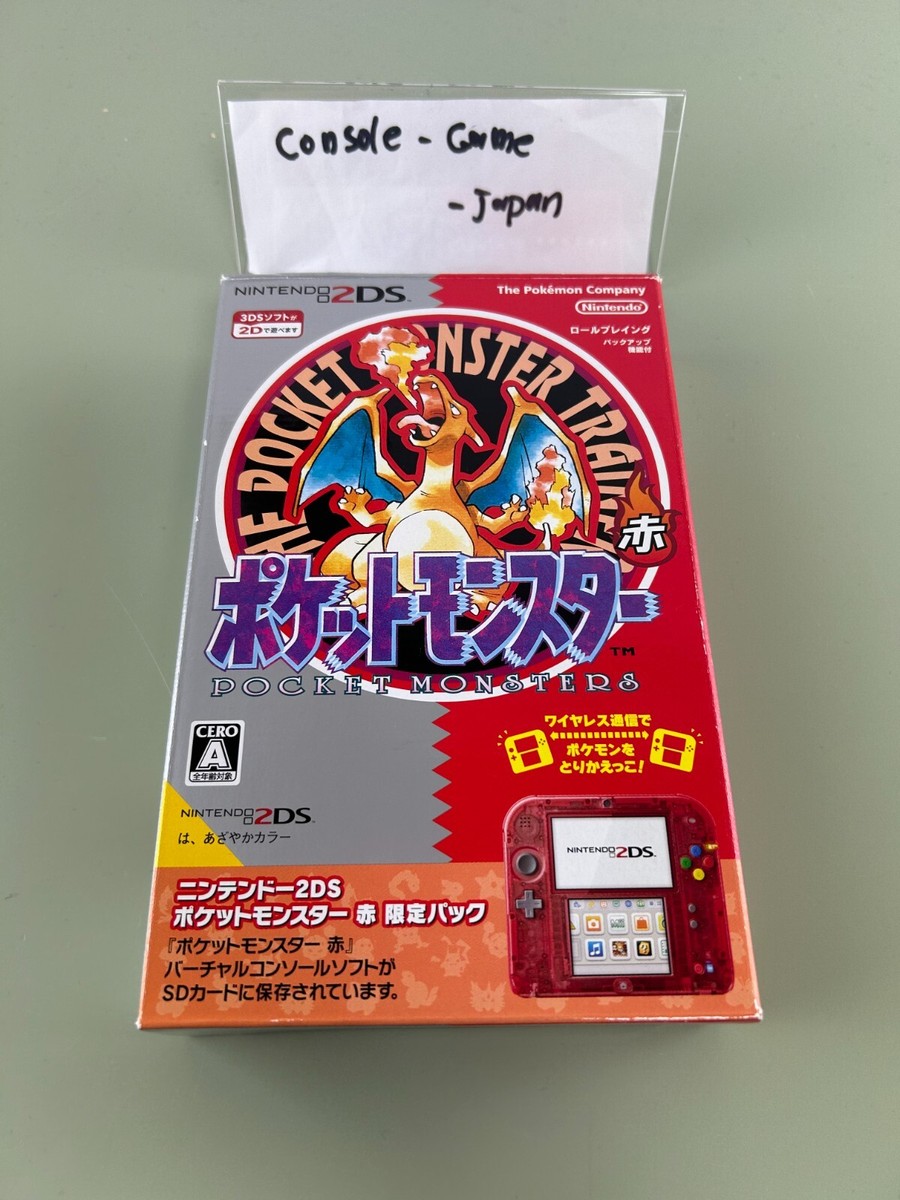 Console - Game
- Japan
NINTENDO 2DS™
The Pokémon Company
Nintendo
3DSソフトが
2Dで遊べます
ロールプレイング
バックアップ
機能付
POCKET MONSTER
赤
ポケットモンスター
TM
POCKET MONSTERS
CERO
A
全年齢対象
ワイヤレス通信で
ポケモンを
とりかえっこ!
NINTENDO 2DS™
は、あざやかカラー
NINTENDO 2DS™
ニンテンドー2DS
ポケットモンスター 赤 限定パック
『ポケットモンスター 赤』
バーチャルコンソールソフトが
SDカードに保存されています。